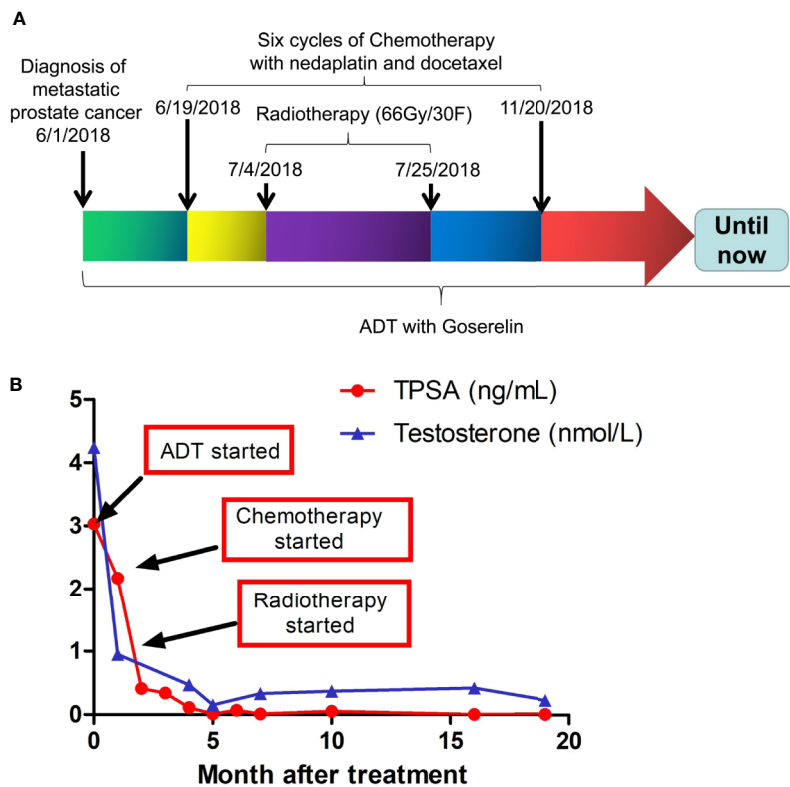 A
Diagnosis of
metastatic
prostate cancer
6/1/2018
Six cycles of Chemotherapy
with nedaplatin and docetaxel
6/19/2018
Radiotherapy (66Gy/30F)
11/20/2018
7/4/2018
7/25/2018
Until
now
ADT with Goserelin
B
TPSA (ng/mL)
Testosterone (nmol/L)
ADT started
Chemotherapy
started
Radiotherapy
started
5
4
3
2
1
0
0 5 10 15 20
Month after treatment